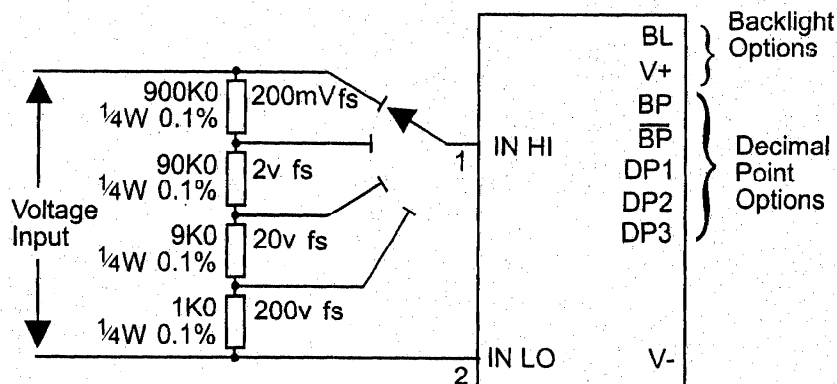 BL
V+
Backlight
Options
BP
B̅P̅
DP1
DP2
DP3
Decimal
Point
Options
900K0
¼W 0.1%
200mV fs
90K0
¼W 0.1%
2v fs
9K0
¼W 0.1%
20v fs
1K0
¼W 0.1%
200v fs
Voltage
Input
1
IN HI
2
IN LO
V-